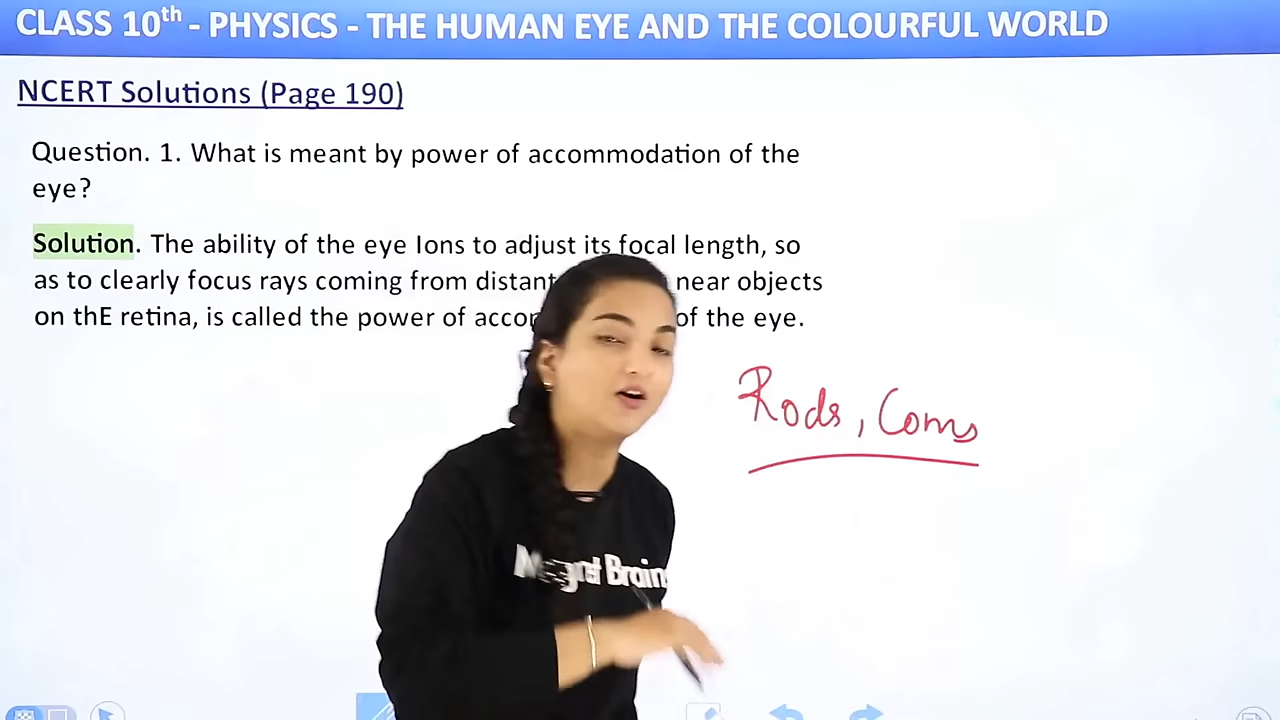 CLASS 10th - PHYSICS - THE HUMAN EYE AND THE COLOURFUL WORLD
NCERT Solutions (Page 190)
Question. 1. What is meant by power of accommodation of the
eye?
Solution. The ability of the eye Ions to adjust its focal length, so
as to clearly focus rays coming from distant near objects
on thE retina, is called the power of of the eye.
Rods, Cones
Brains